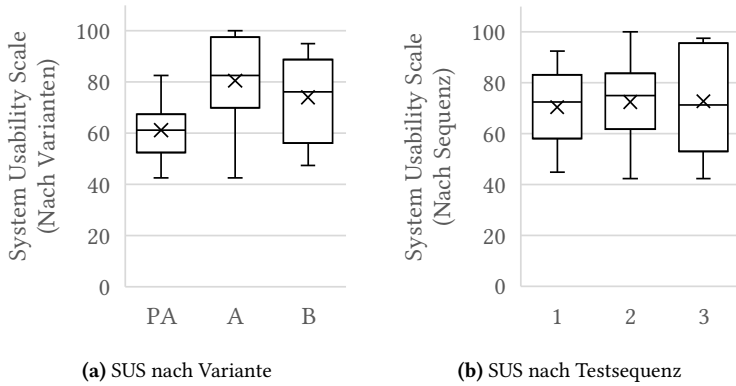 System Usability Scale
(Nach Varianten)
100
80
60
40
20
0
PA A B
(a) SUS nach Variante
System Usability Scale
(Nach Sequenz)
100
80
60
40
20
0
1 2 3
(b) SUS nach Testsequenz